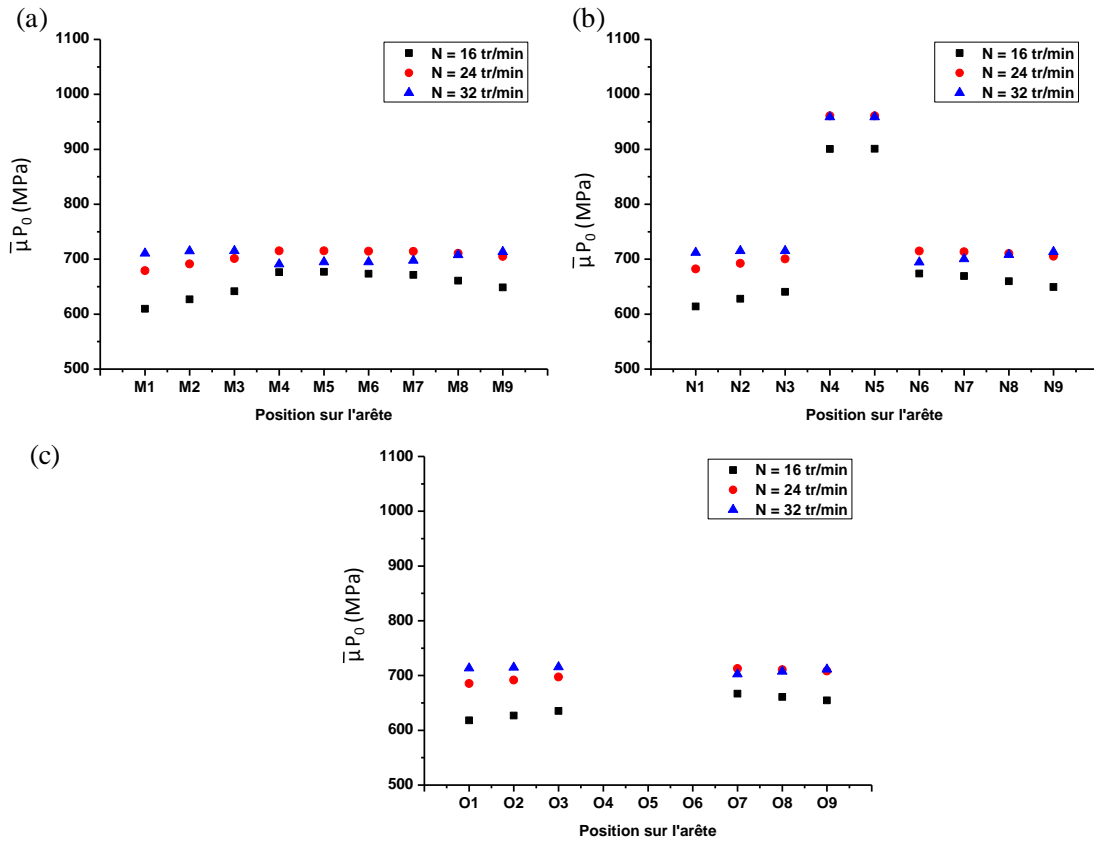 (a)
1100
1000
900
800
700
600
500
μ̅ P₀ (MPa)
N = 16 tr/min
N = 24 tr/min
N = 32 tr/min
M1 M2 M3 M4 M5 M6 M7 M8 M9
Position sur l'arête
(b)
1100
1000
900
800
700
600
500
μ̅ P₀ (MPa)
N = 16 tr/min
N = 24 tr/min
N = 32 tr/min
N1 N2 N3 N4 N5 N6 N7 N8 N9
Position sur l'arête
(c)
1100
1000
900
800
700
600
500
μ̅ P₀ (MPa)
N = 16 tr/min
N = 24 tr/min
N = 32 tr/min
O1 O2 O3 O4 O5 O6 O7 O8 O9
Position sur l'arête